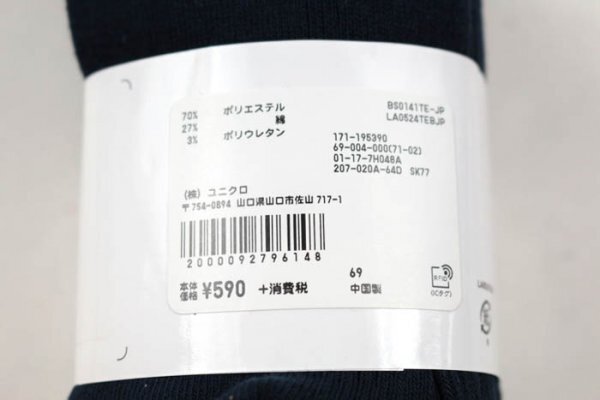 70% ポリエステル
27% 綿
3% ポリウレタン
BS0141TE-JP
LA0524TEBJP
171-195390
69-004-000(71-02)
01-17-7H048A
207-020A-64D SK77
(株) ユニクロ
〒754-0894 山口県山口市佐山 717-1
2000092796148
本体価格 ¥590 +消費税
69
中国製
RFID
(ICタグ)